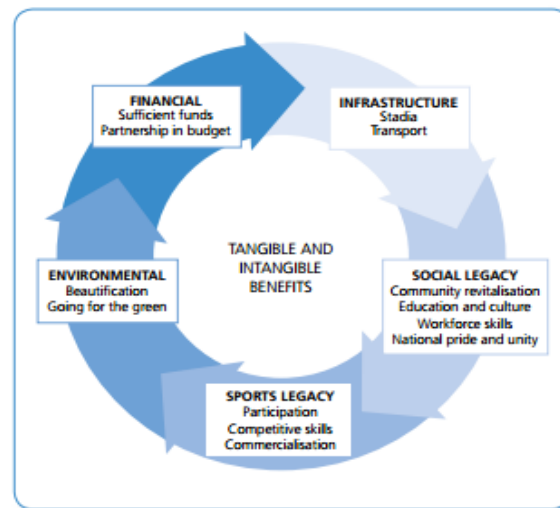 FINANCIAL
Sufficient funds
Partnership in budget
INFRASTRUCTURE
Stadia
Transport
TANGIBLE AND
INTANGIBLE
BENEFITS
ENVIRONMENTAL
Beautification
Going for the green
SOCIAL LEGACY
Community revitalisation
Education and culture
Workforce skills
National pride and unity
SPORTS LEGACY
Participation
Competitive skills
Commercialisation